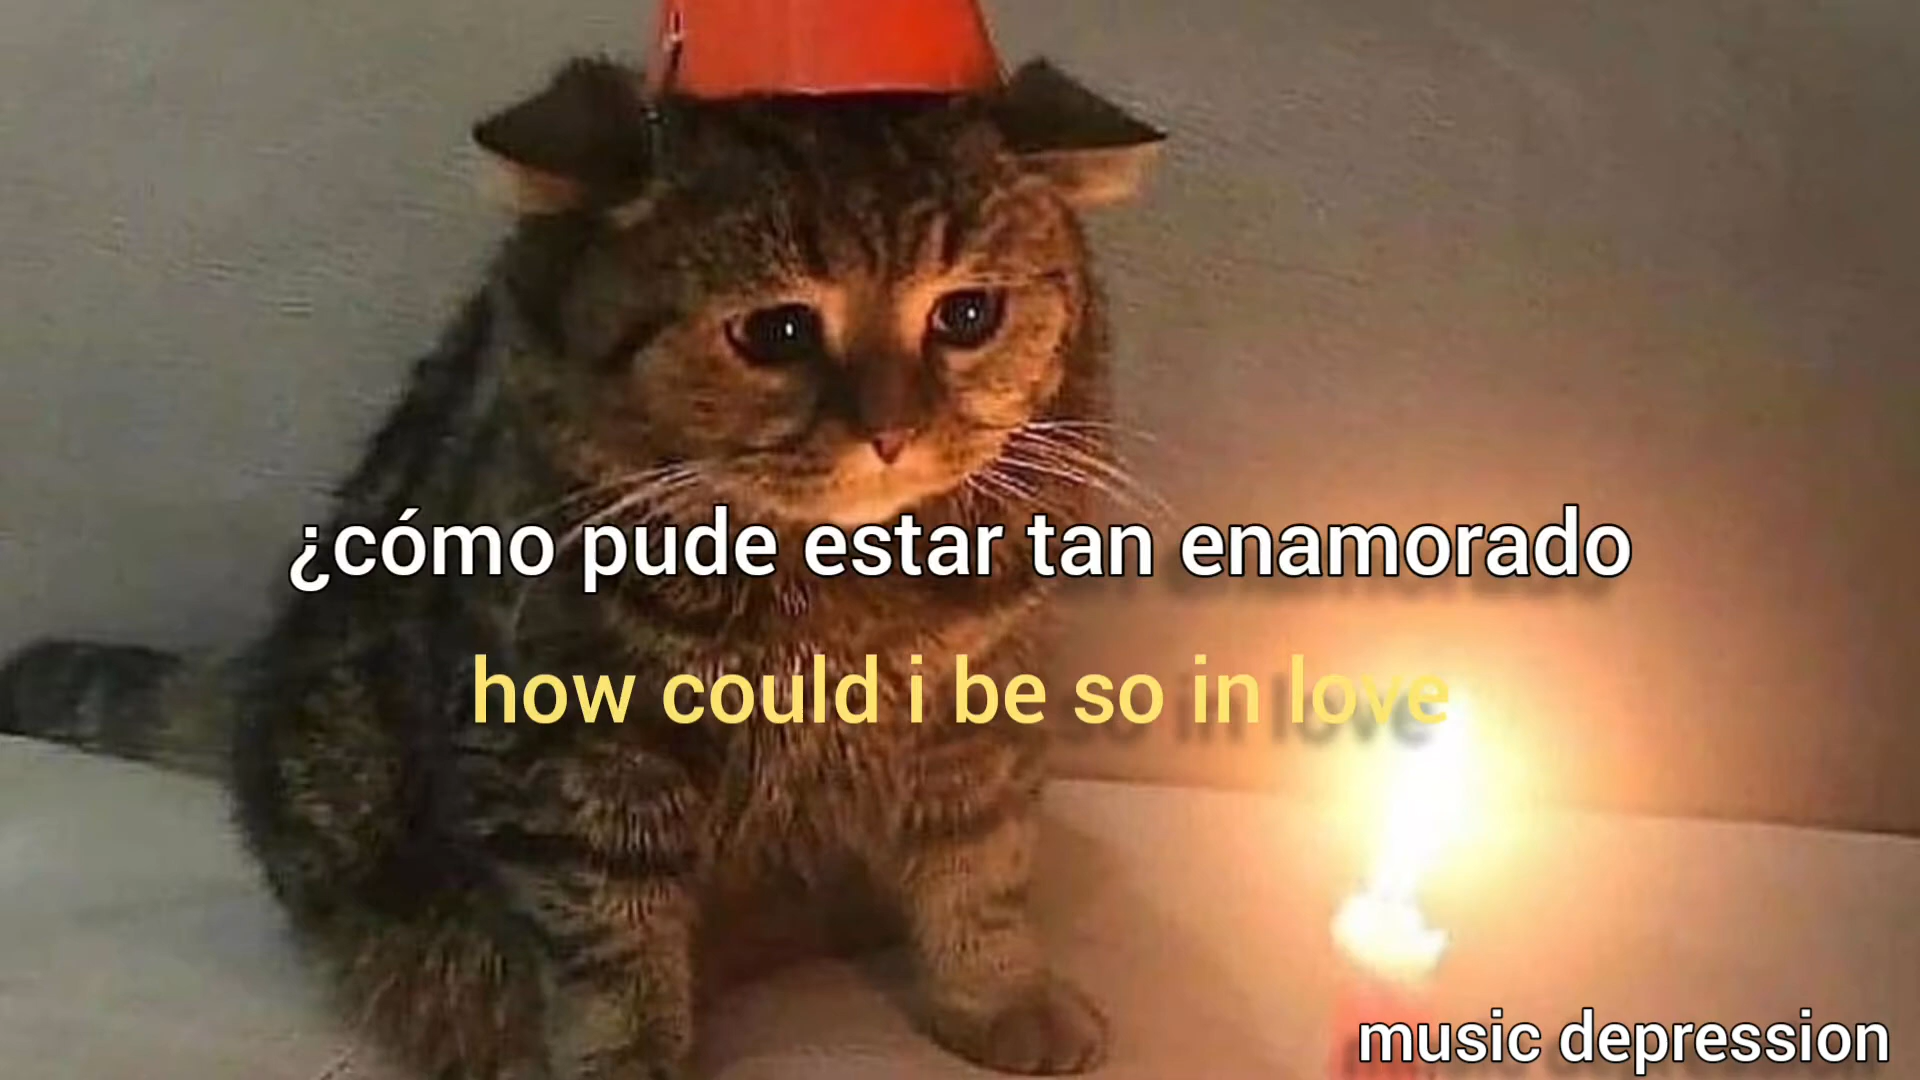 ¿cómo pude estar tan enamorado
how could i be so in love
music depression